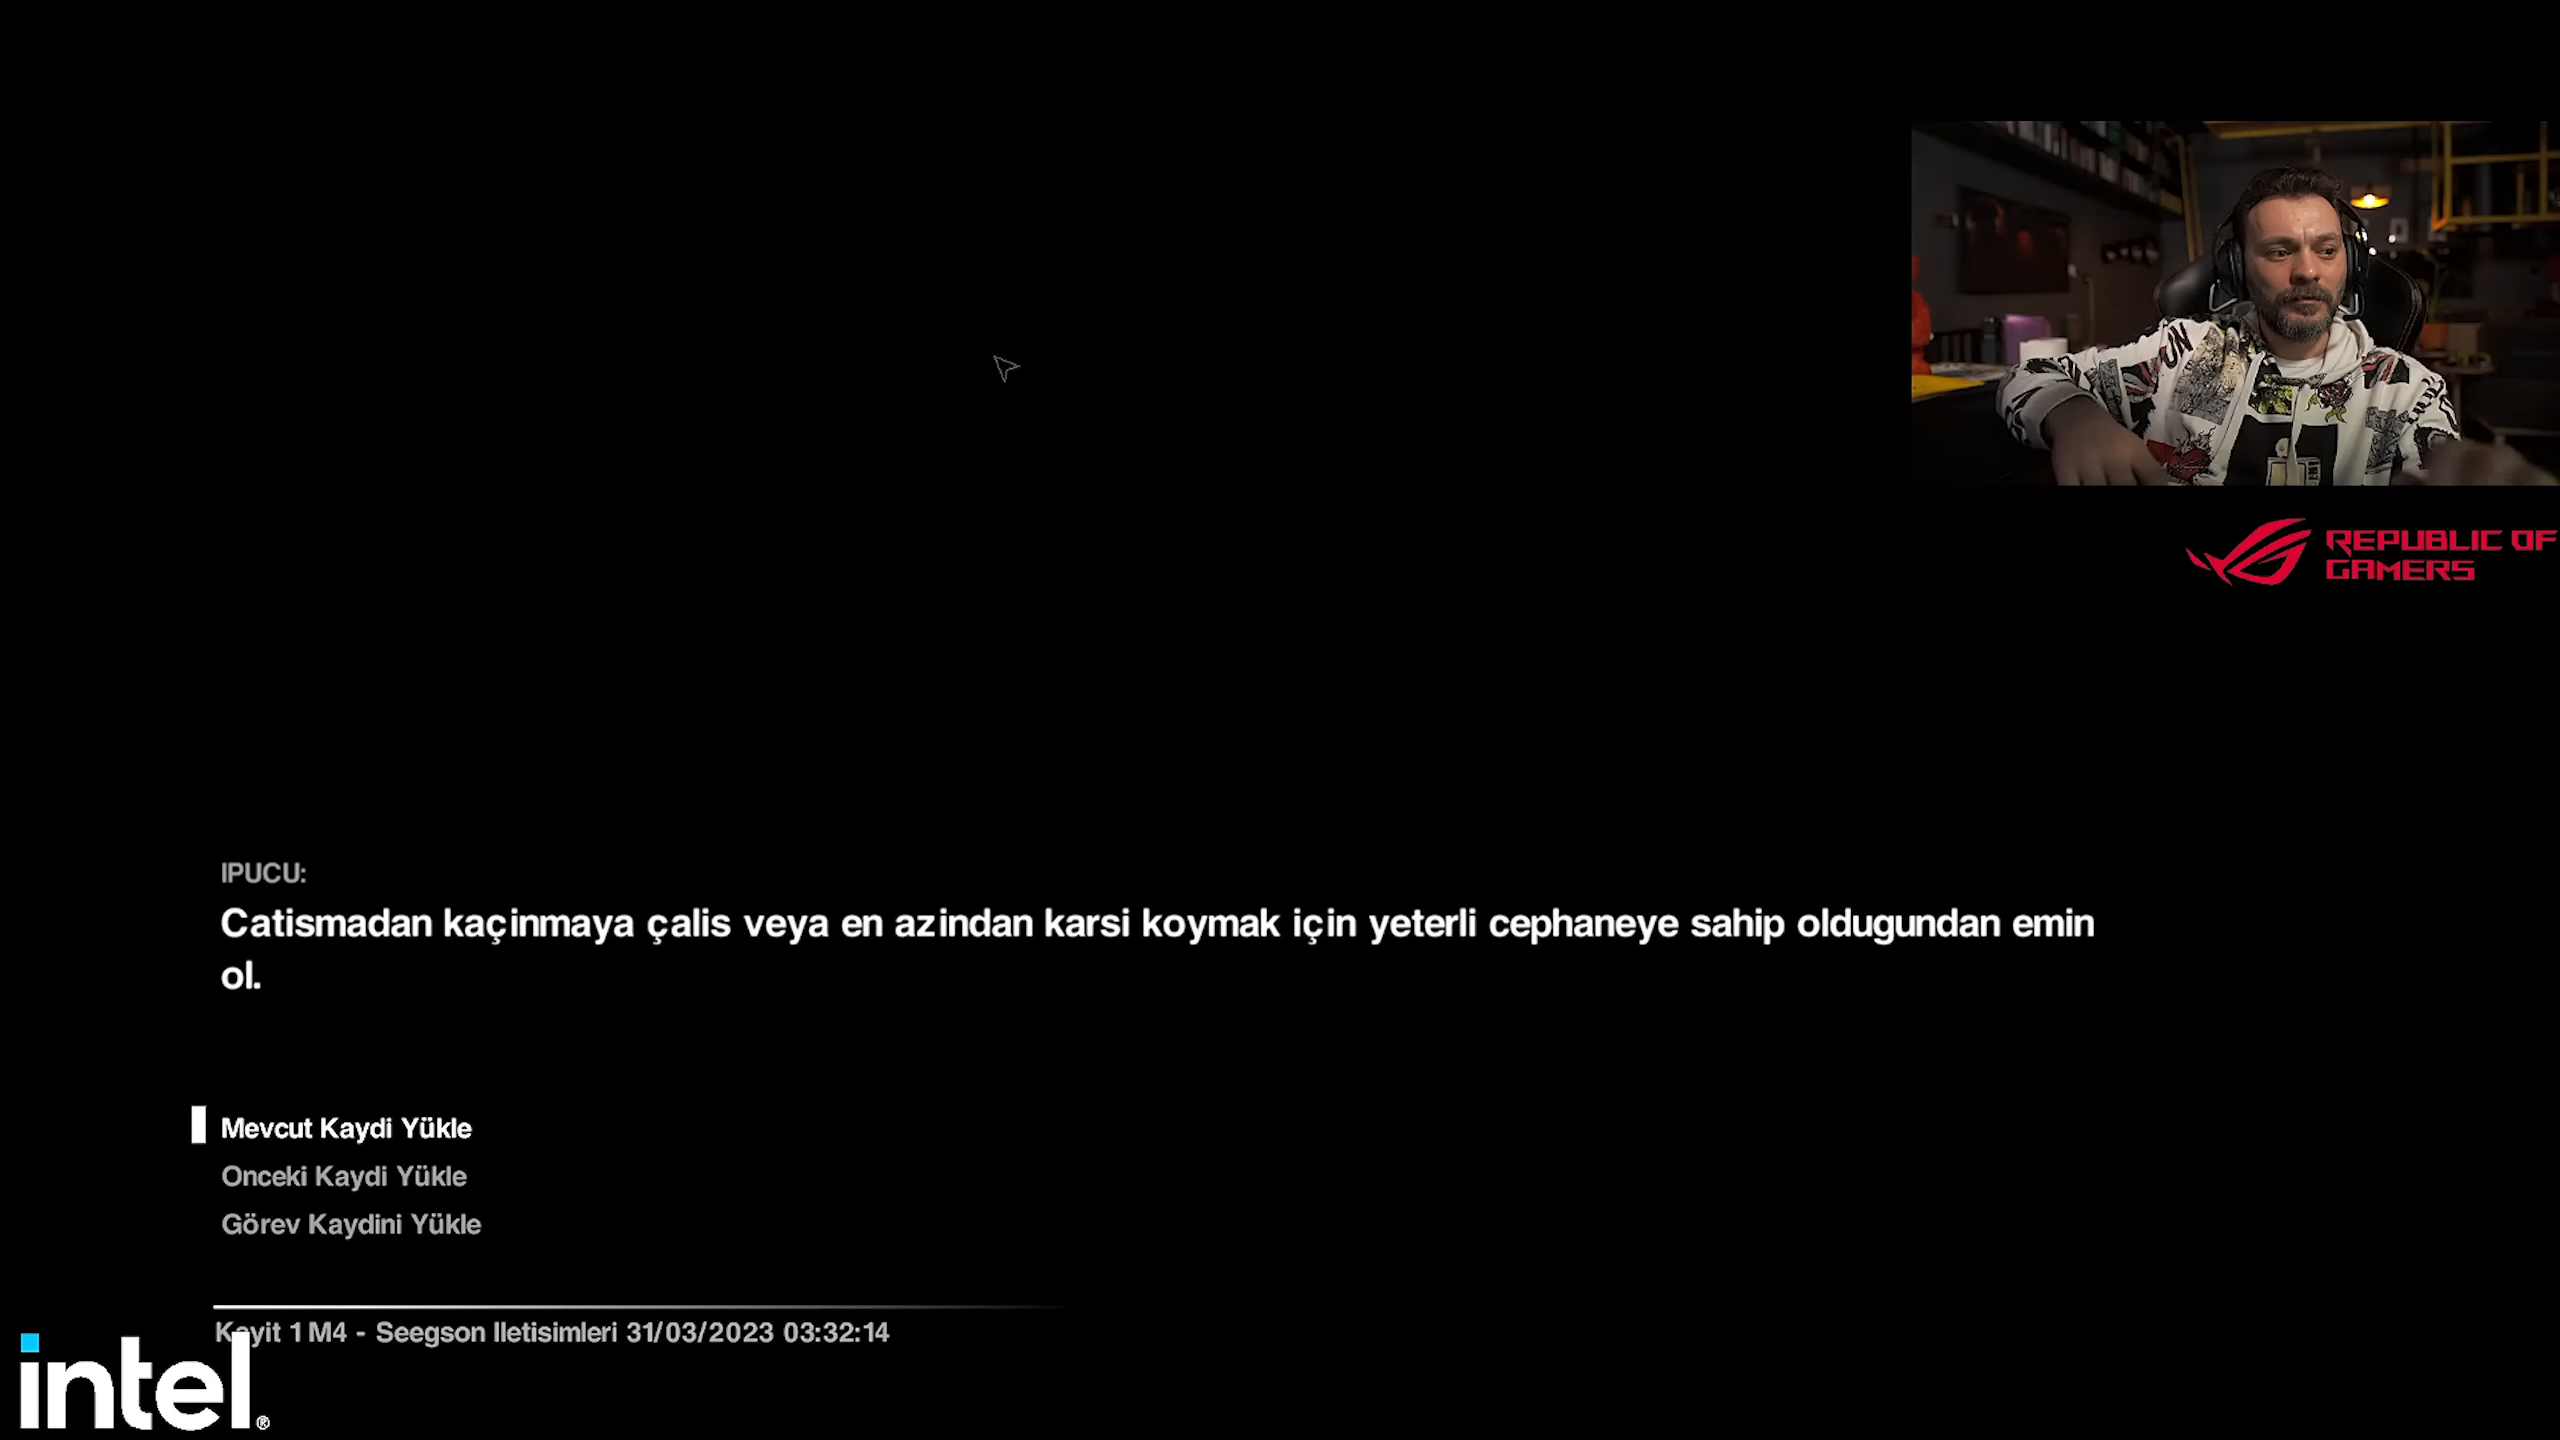 REPUBLIC OF
GAMERS
IPUCU:
Catismadan kaçinmaya çalis veya en azindan karsi koymak için yeterli cephaneye sahip oldugundan emin
ol.
Mevcut Kaydi Yükle
Onceki Kaydi Yükle
Görev Kaydini Yükle
Kayit 1 M4 - Seegson Iletisimleri 31/03/2023 03:32:14
intel®